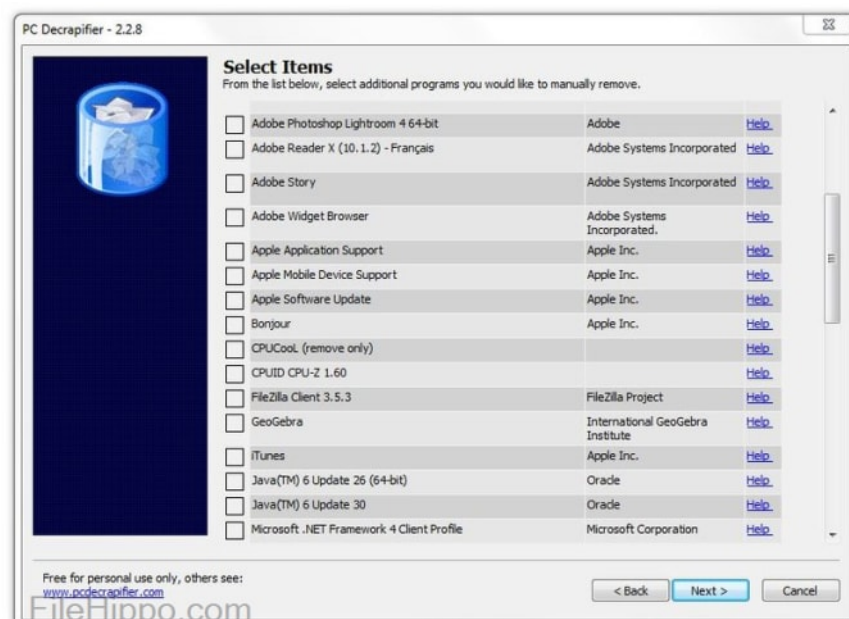 PC Decrapifier - 2.2.8
Select Items
From the list below, select additional programs you would like to manually remove.
Adobe Photoshop Lightroom 4 64-bit Adobe Help
Adobe Reader X (10.1.2) - Français Adobe Systems Incorporated Help
Adobe Story Adobe Systems Incorporated Help
Adobe Widget Browser Adobe Systems Help
Incorporated.
Apple Application Support Apple Inc. Help
Apple Mobile Device Support Apple Inc. Help
Apple Software Update Apple Inc. Help
Bonjour Apple Inc. Help
CPUCooL (remove only) Help
CPUID CPU-Z 1.60 Help
FileZilla Client 3.5.3 FileZilla Project Help
GeoGebra International GeoGebra Help
Institute
iTunes Apple Inc. Help
Java(TM) 6 Update 26 (64-bit) Oracle Help
Java(TM) 6 Update 30 Oracle Help
Microsoft .NET Framework 4 Client Profile Microsoft Corporation Help
Free for personal use only, others see:
www.pcdecrapifier.com
< Back Next > Cancel
FileHippo.com